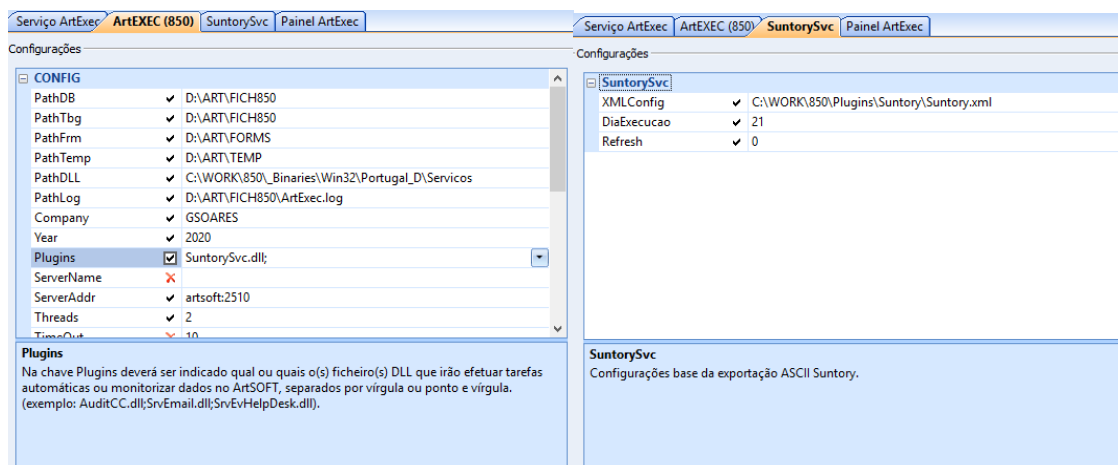 Serviço ArtExec ArtEXEC (850) SuntorySvc Painel ArtExec
Configurações
CONFIG
PathDB D:\ART\FICH850
PathTbg D:\ART\FICH850
PathFrm D:\ART\FORMS
PathTemp D:\ART\TEMP
PathDLL C:\WORK\850\_Binaries\Win32\Portugal_D\Servicos
PathLog D:\ART\FICH850\ArtExec.log
Company GSOARES
Year 2020
Plugins SuntorySvc.dll;
ServerName
ServerAddr artsoft:2510
Threads 2
TimeOut 10
Plugins
Na chave Plugins deverá ser indicado qual ou quais o(s) ficheiro(s) DLL que irão efetuar tarefas
automáticas ou monitorizar dados no ArtSOFT, separados por vírgula ou ponto e vírgula.
(exemplo: AuditCC.dll;SrvEmail.dll;SrvEvHelpDesk.dll).
Serviço ArtExec ArtEXEC (850) SuntorySvc Painel ArtExec
Configurações
SuntorySvc
XMLConfig C:\WORK\850\Plugins\Suntory\Suntory.xml
DiaExecucao 21
Refresh 0
SuntorySvc
Configurações base da exportação ASCII Suntory.